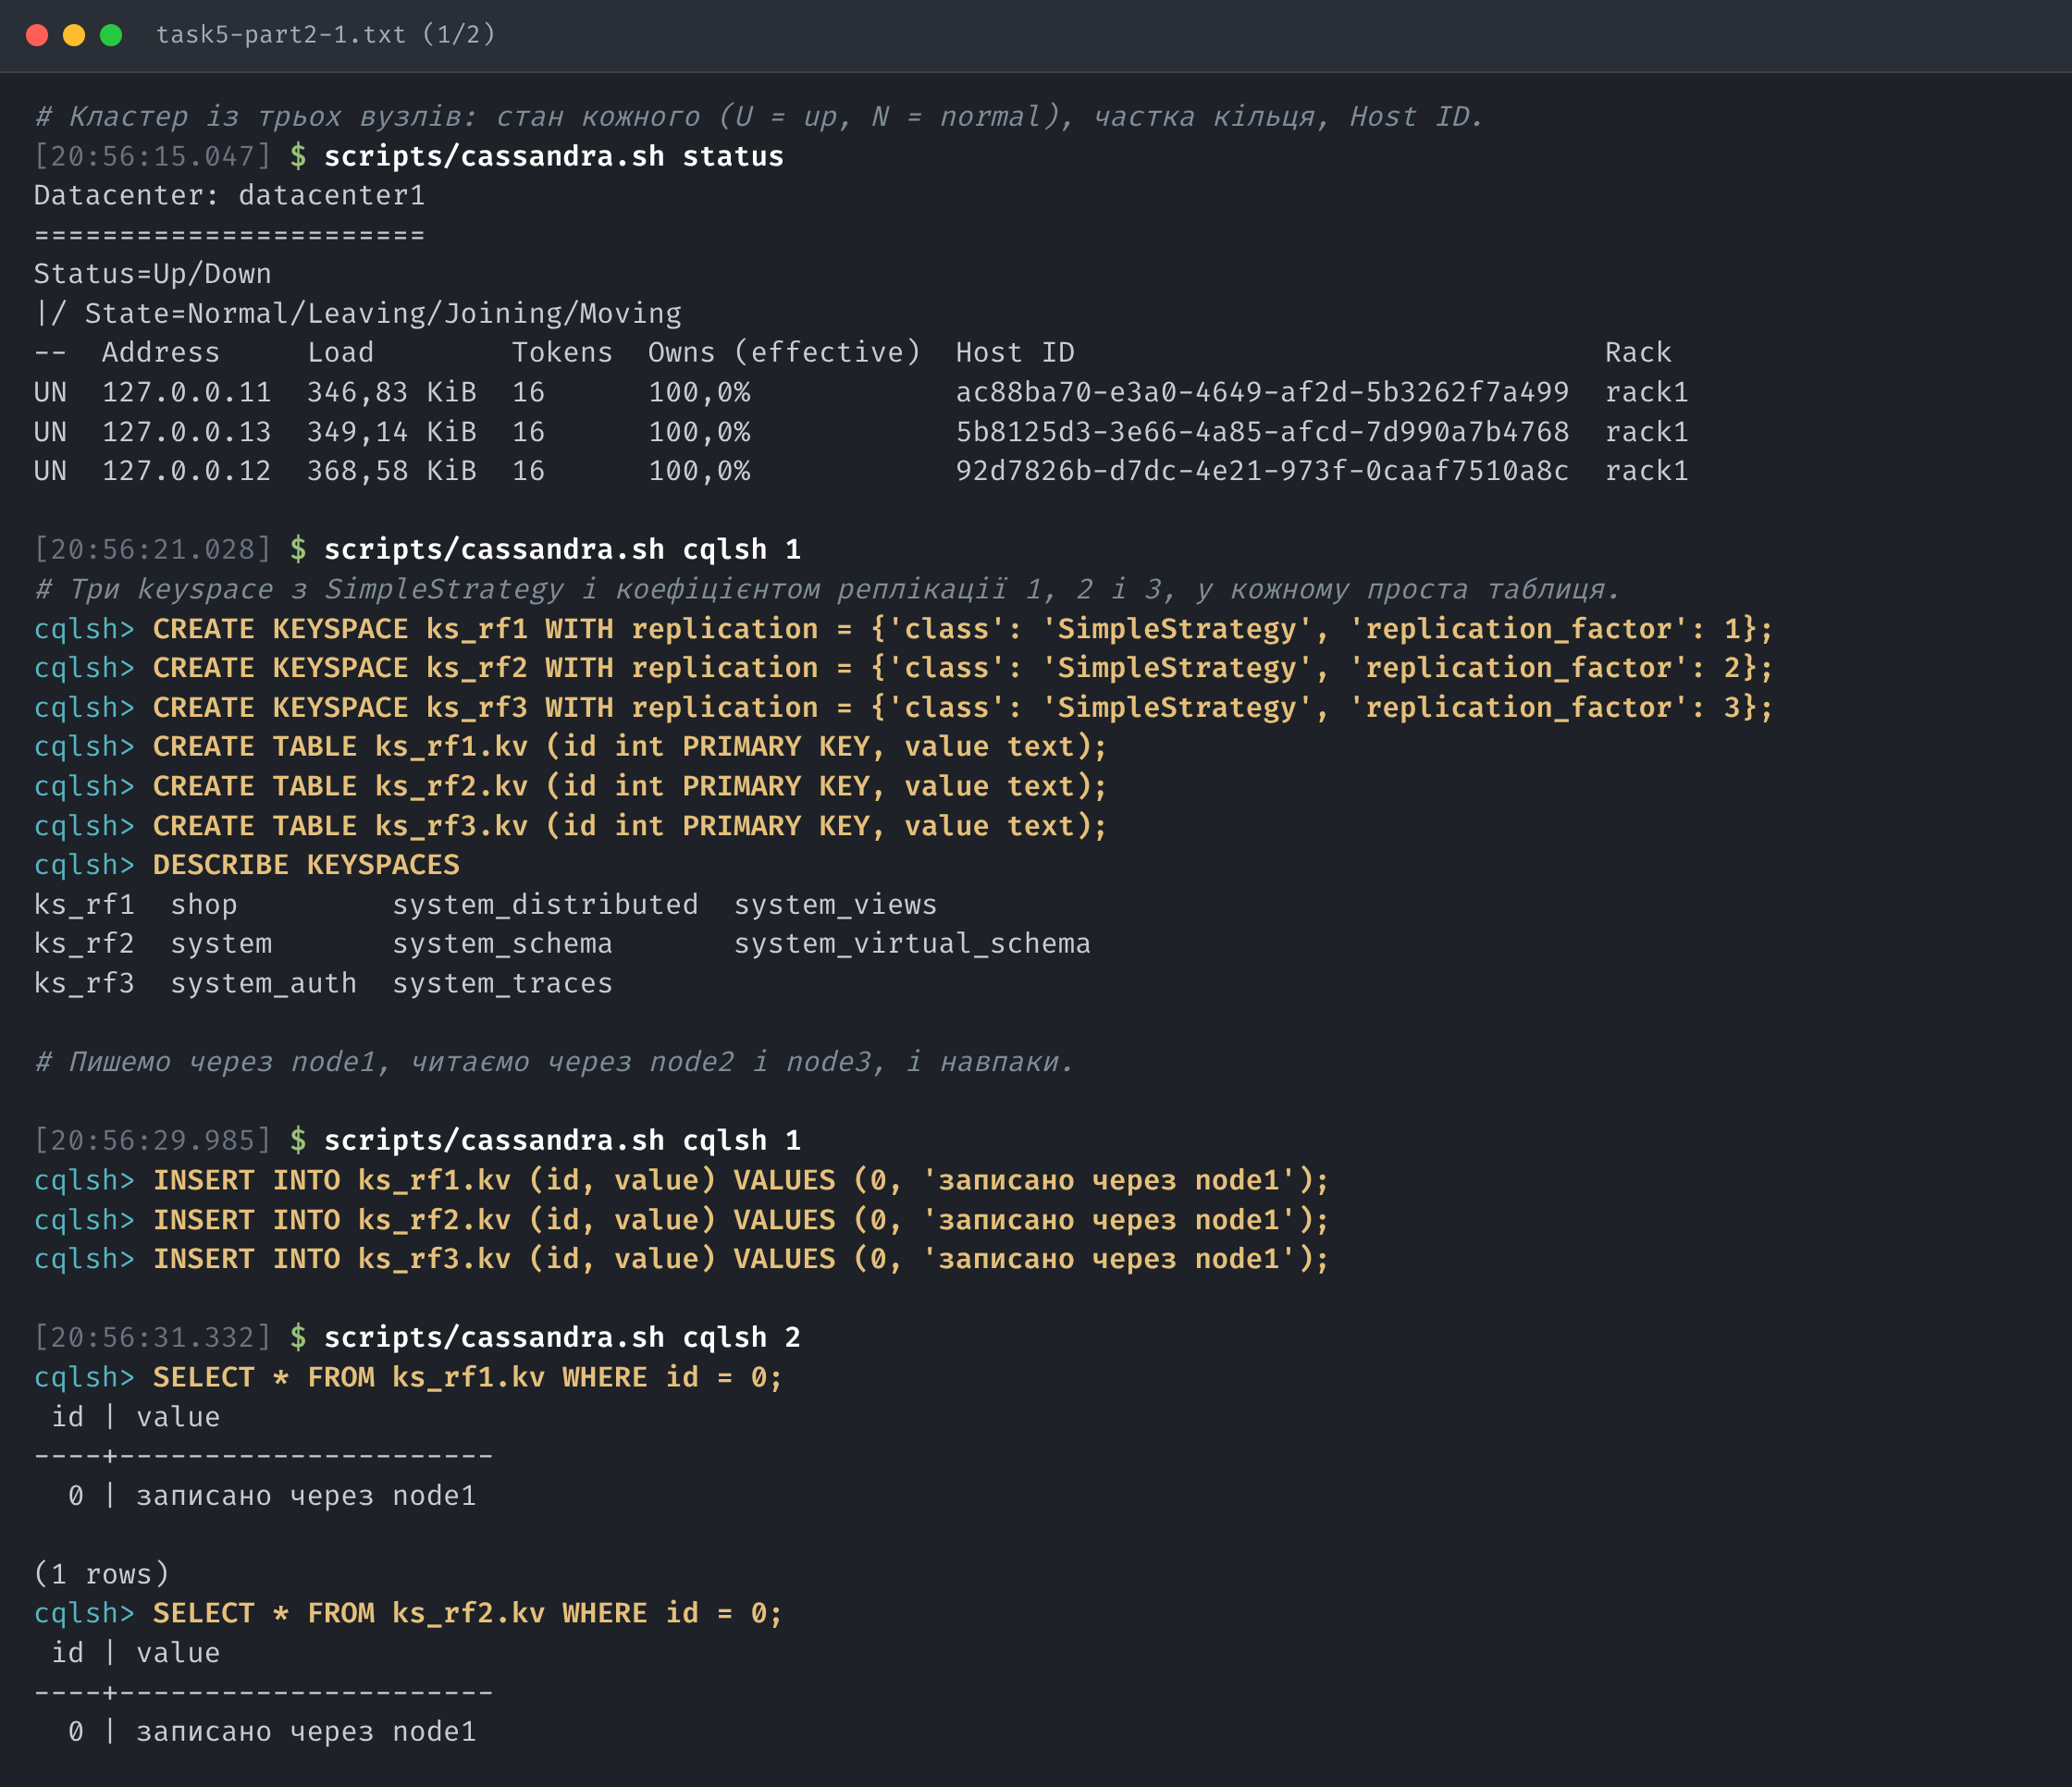 task5-part2-1.txt (1/2)
# Кластер із трьох вузлів: стан кожного (U = up, N = normal), частка кільця, Host ID.
[20:56:15.047] $ scripts/cassandra.sh status
Datacenter: datacenter1
=======================
Status=Up/Down
|/ State=Normal/Leaving/Joining/Moving
--  Address     Load        Tokens  Owns (effective)  Host ID                               Rack
UN  127.0.0.11  346,83 KiB  16      100,0%            ac88ba70-e3a0-4649-af2d-5b3262f7a499  rack1
UN  127.0.0.13  349,14 KiB  16      100,0%            5b8125d3-3e66-4a85-afcd-7d990a7b4768  rack1
UN  127.0.0.12  368,58 KiB  16      100,0%            92d7826b-d7dc-4e21-973f-0caaf7510a8c  rack1
[20:56:21.028] $ scripts/cassandra.sh cqlsh 1
# Три keyspace з SimpleStrategy і коефіцієнтом реплікації 1, 2 і 3, у кожному проста таблиця.
cqlsh> CREATE KEYSPACE ks_rf1 WITH replication = {'class': 'SimpleStrategy', 'replication_factor': 1};
cqlsh> CREATE KEYSPACE ks_rf2 WITH replication = {'class': 'SimpleStrategy', 'replication_factor': 2};
cqlsh> CREATE KEYSPACE ks_rf3 WITH replication = {'class': 'SimpleStrategy', 'replication_factor': 3};
cqlsh> CREATE TABLE ks_rf1.kv (id int PRIMARY KEY, value text);
cqlsh> CREATE TABLE ks_rf2.kv (id int PRIMARY KEY, value text);
cqlsh> CREATE TABLE ks_rf3.kv (id int PRIMARY KEY, value text);
cqlsh> DESCRIBE KEYSPACES
ks_rf1  shop         system_distributed  system_views
ks_rf2  system       system_schema       system_virtual_schema
ks_rf3  system_auth  system_traces
# Пишемо через node1, читаємо через node2 і node3, і навпаки.
[20:56:29.985] $ scripts/cassandra.sh cqlsh 1
cqlsh> INSERT INTO ks_rf1.kv (id, value) VALUES (0, 'записано через node1');
cqlsh> INSERT INTO ks_rf2.kv (id, value) VALUES (0, 'записано через node1');
cqlsh> INSERT INTO ks_rf3.kv (id, value) VALUES (0, 'записано через node1');
[20:56:31.332] $ scripts/cassandra.sh cqlsh 2
cqlsh> SELECT * FROM ks_rf1.kv WHERE id = 0;
 id | value
----+----------------------
  0 | записано через node1
(1 rows)
cqlsh> SELECT * FROM ks_rf2.kv WHERE id = 0;
 id | value
----+----------------------
  0 | записано через node1